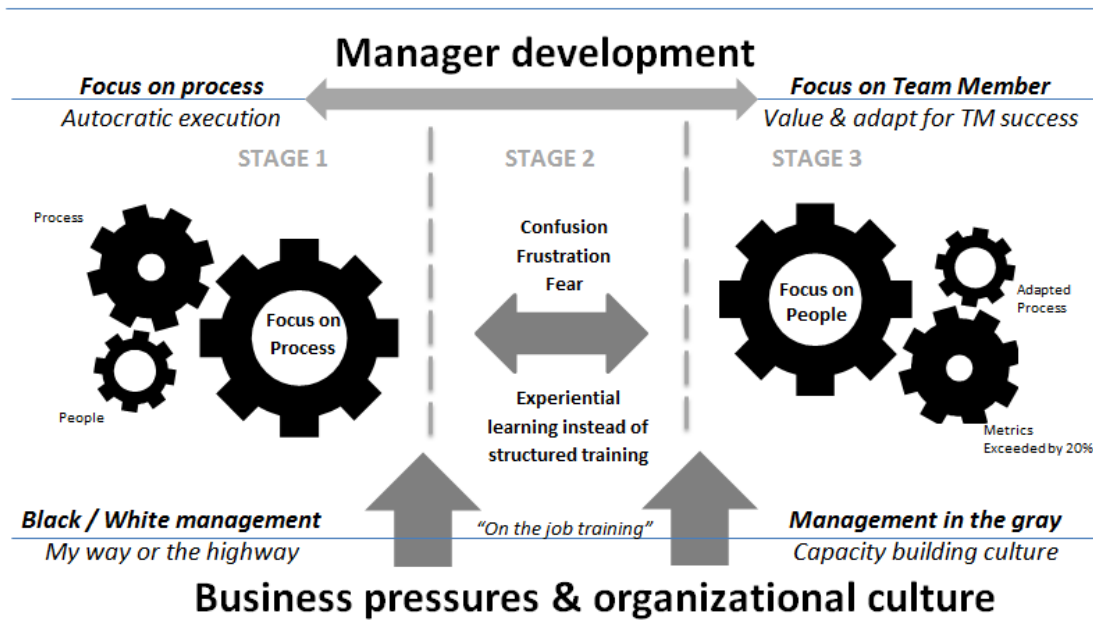 Manager development
Focus on process
Autocratic execution
Focus on Team Member
Value & adapt for TM success
STAGE 1
STAGE 2
STAGE 3
Process
People
Focus on
Process
Confusion
Frustration
Fear
Experiential
learning instead of
structured training
Focus on
People
Adapted
Process
Metrics
Exceeded by 20%
Black / White management
My way or the highway
“On the job training”
Management in the gray
Capacity building culture
Business pressures & organizational culture